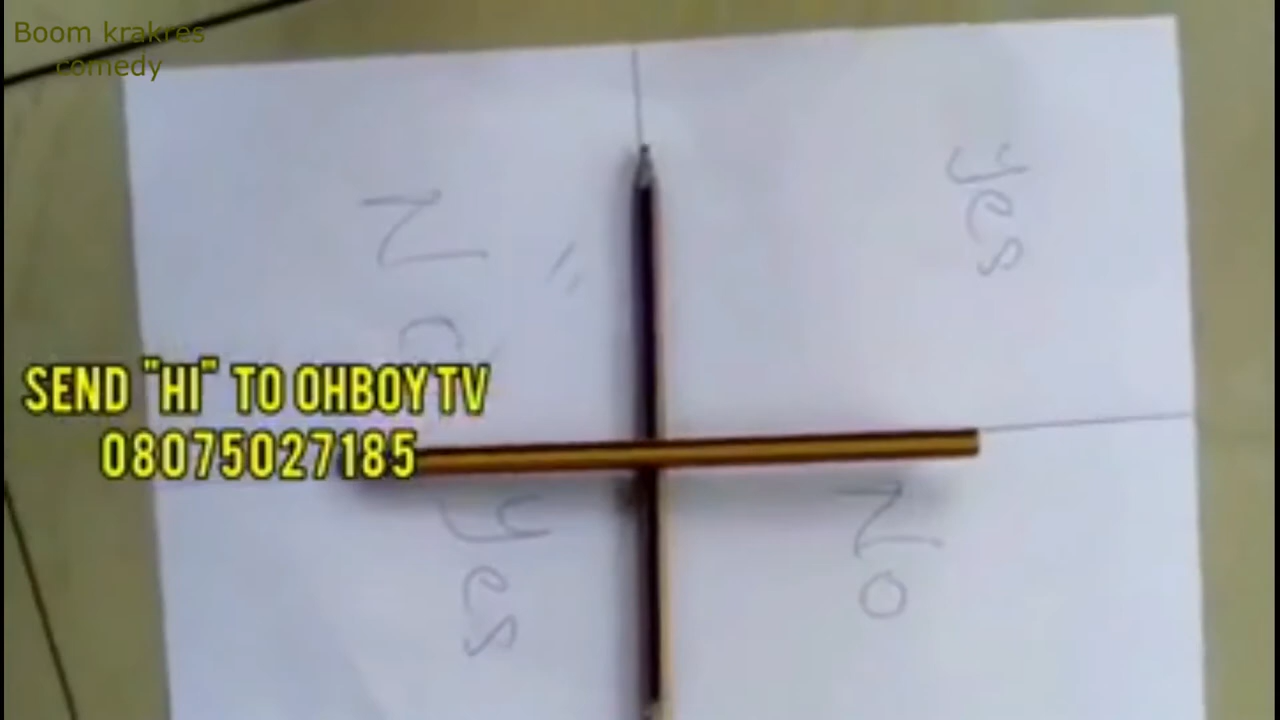 Boom krakres
comedy
yes
No
SEND "HI" TO OHBOY TV
08075027185
yes
No